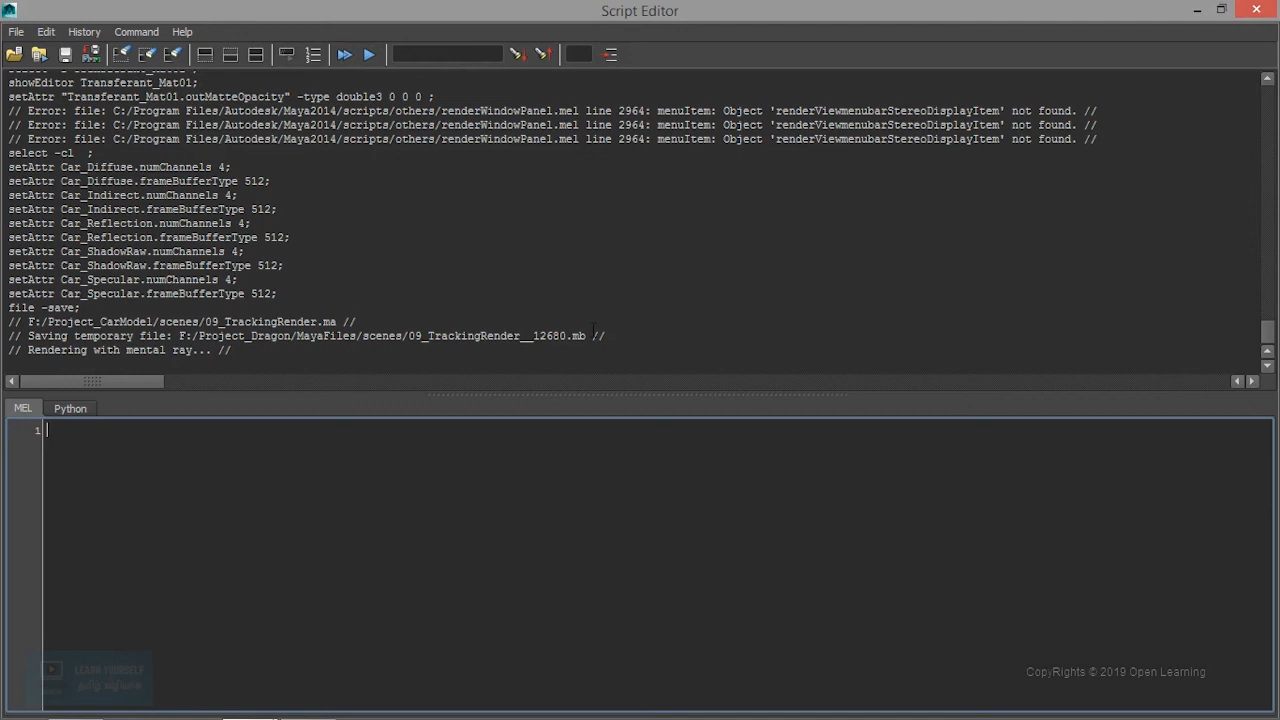 Script Editor
File Edit History Command Help
showEditor Transferant_Mat01;
setAttr "Transferant_Mat01.outMatteOpacity" -type double3 0 0 0 ;
// Error: file: C:/Program Files/Autodesk/Maya2014/scripts/others/renderWindowPanel.mel line 2964: menuItem: Object 'renderViewmenubarStereoDisplayItem' not found. //
// Error: file: C:/Program Files/Autodesk/Maya2014/scripts/others/renderWindowPanel.mel line 2964: menuItem: Object 'renderViewmenubarStereoDisplayItem' not found. //
// Error: file: C:/Program Files/Autodesk/Maya2014/scripts/others/renderWindowPanel.mel line 2964: menuItem: Object 'renderViewmenubarStereoDisplayItem' not found. //
select -cl  ;
setAttr Car_Diffuse.numChannels 4;
setAttr Car_Diffuse.frameBufferType 512;
setAttr Car_Indirect.numChannels 4;
setAttr Car_Indirect.frameBufferType 512;
setAttr Car_Reflection.numChannels 4;
setAttr Car_Reflection.frameBufferType 512;
setAttr Car_ShadowRaw.numChannels 4;
setAttr Car_ShadowRaw.frameBufferType 512;
setAttr Car_Specular.numChannels 4;
setAttr Car_Specular.frameBufferType 512;
file -save;
// F:/Project_CarModel/scenes/09_TrackingRender.ma //
// Saving temporary file: F:/Project_Dragon/MayaFiles/scenes/09_TrackingRender__12680.mb //
// Rendering with mental ray... //
MEL Python
1
LEARN YOURSELF
தமிழ் வழியாக
CopyRights © 2019 Open Learning